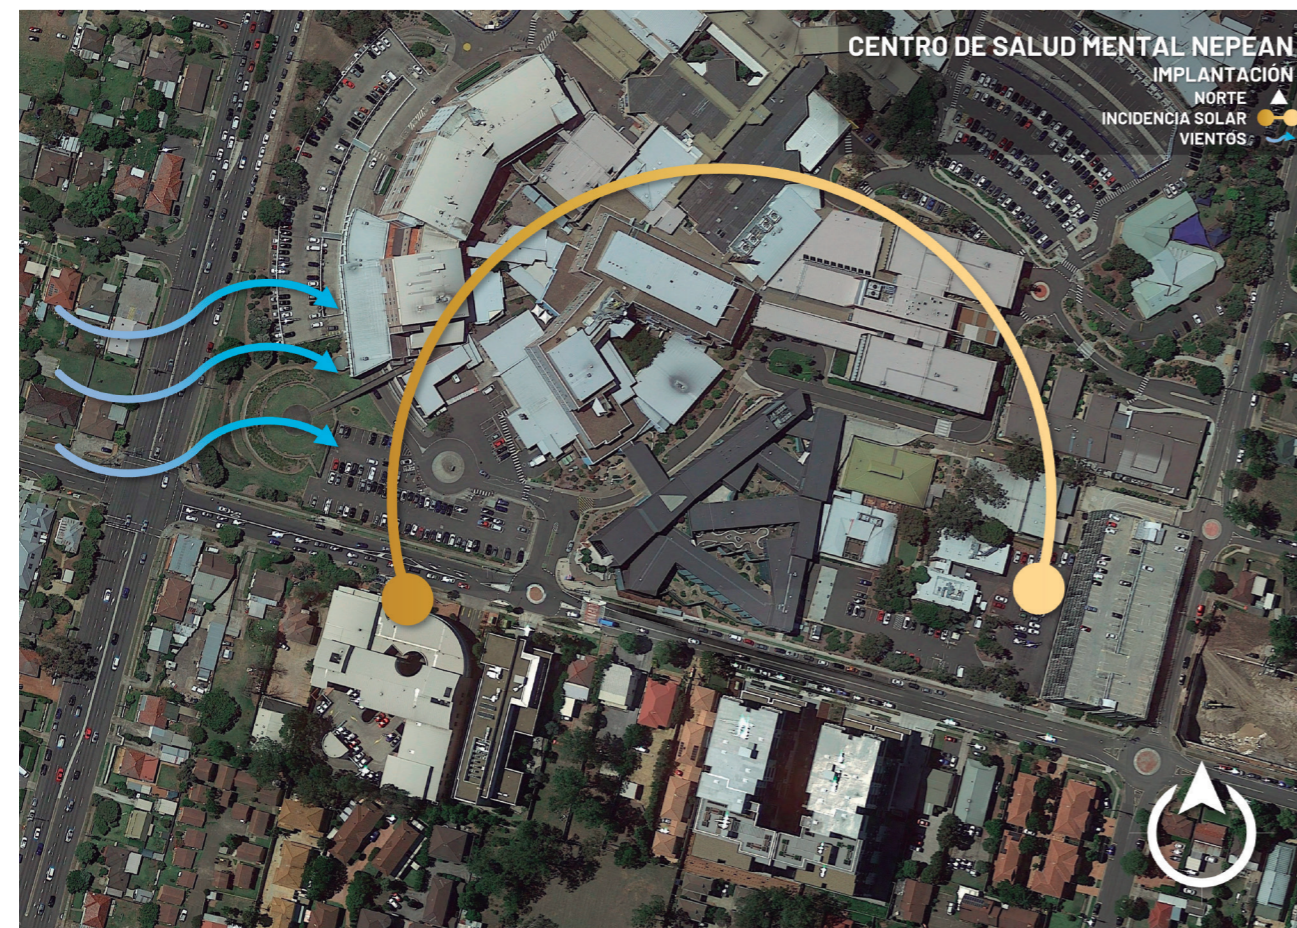 CENTRO DE SALUD MENTAL NEPEAN
IMPLANTACIÓN
NORTE
INCIDENCIA SOLAR
VIENTOS